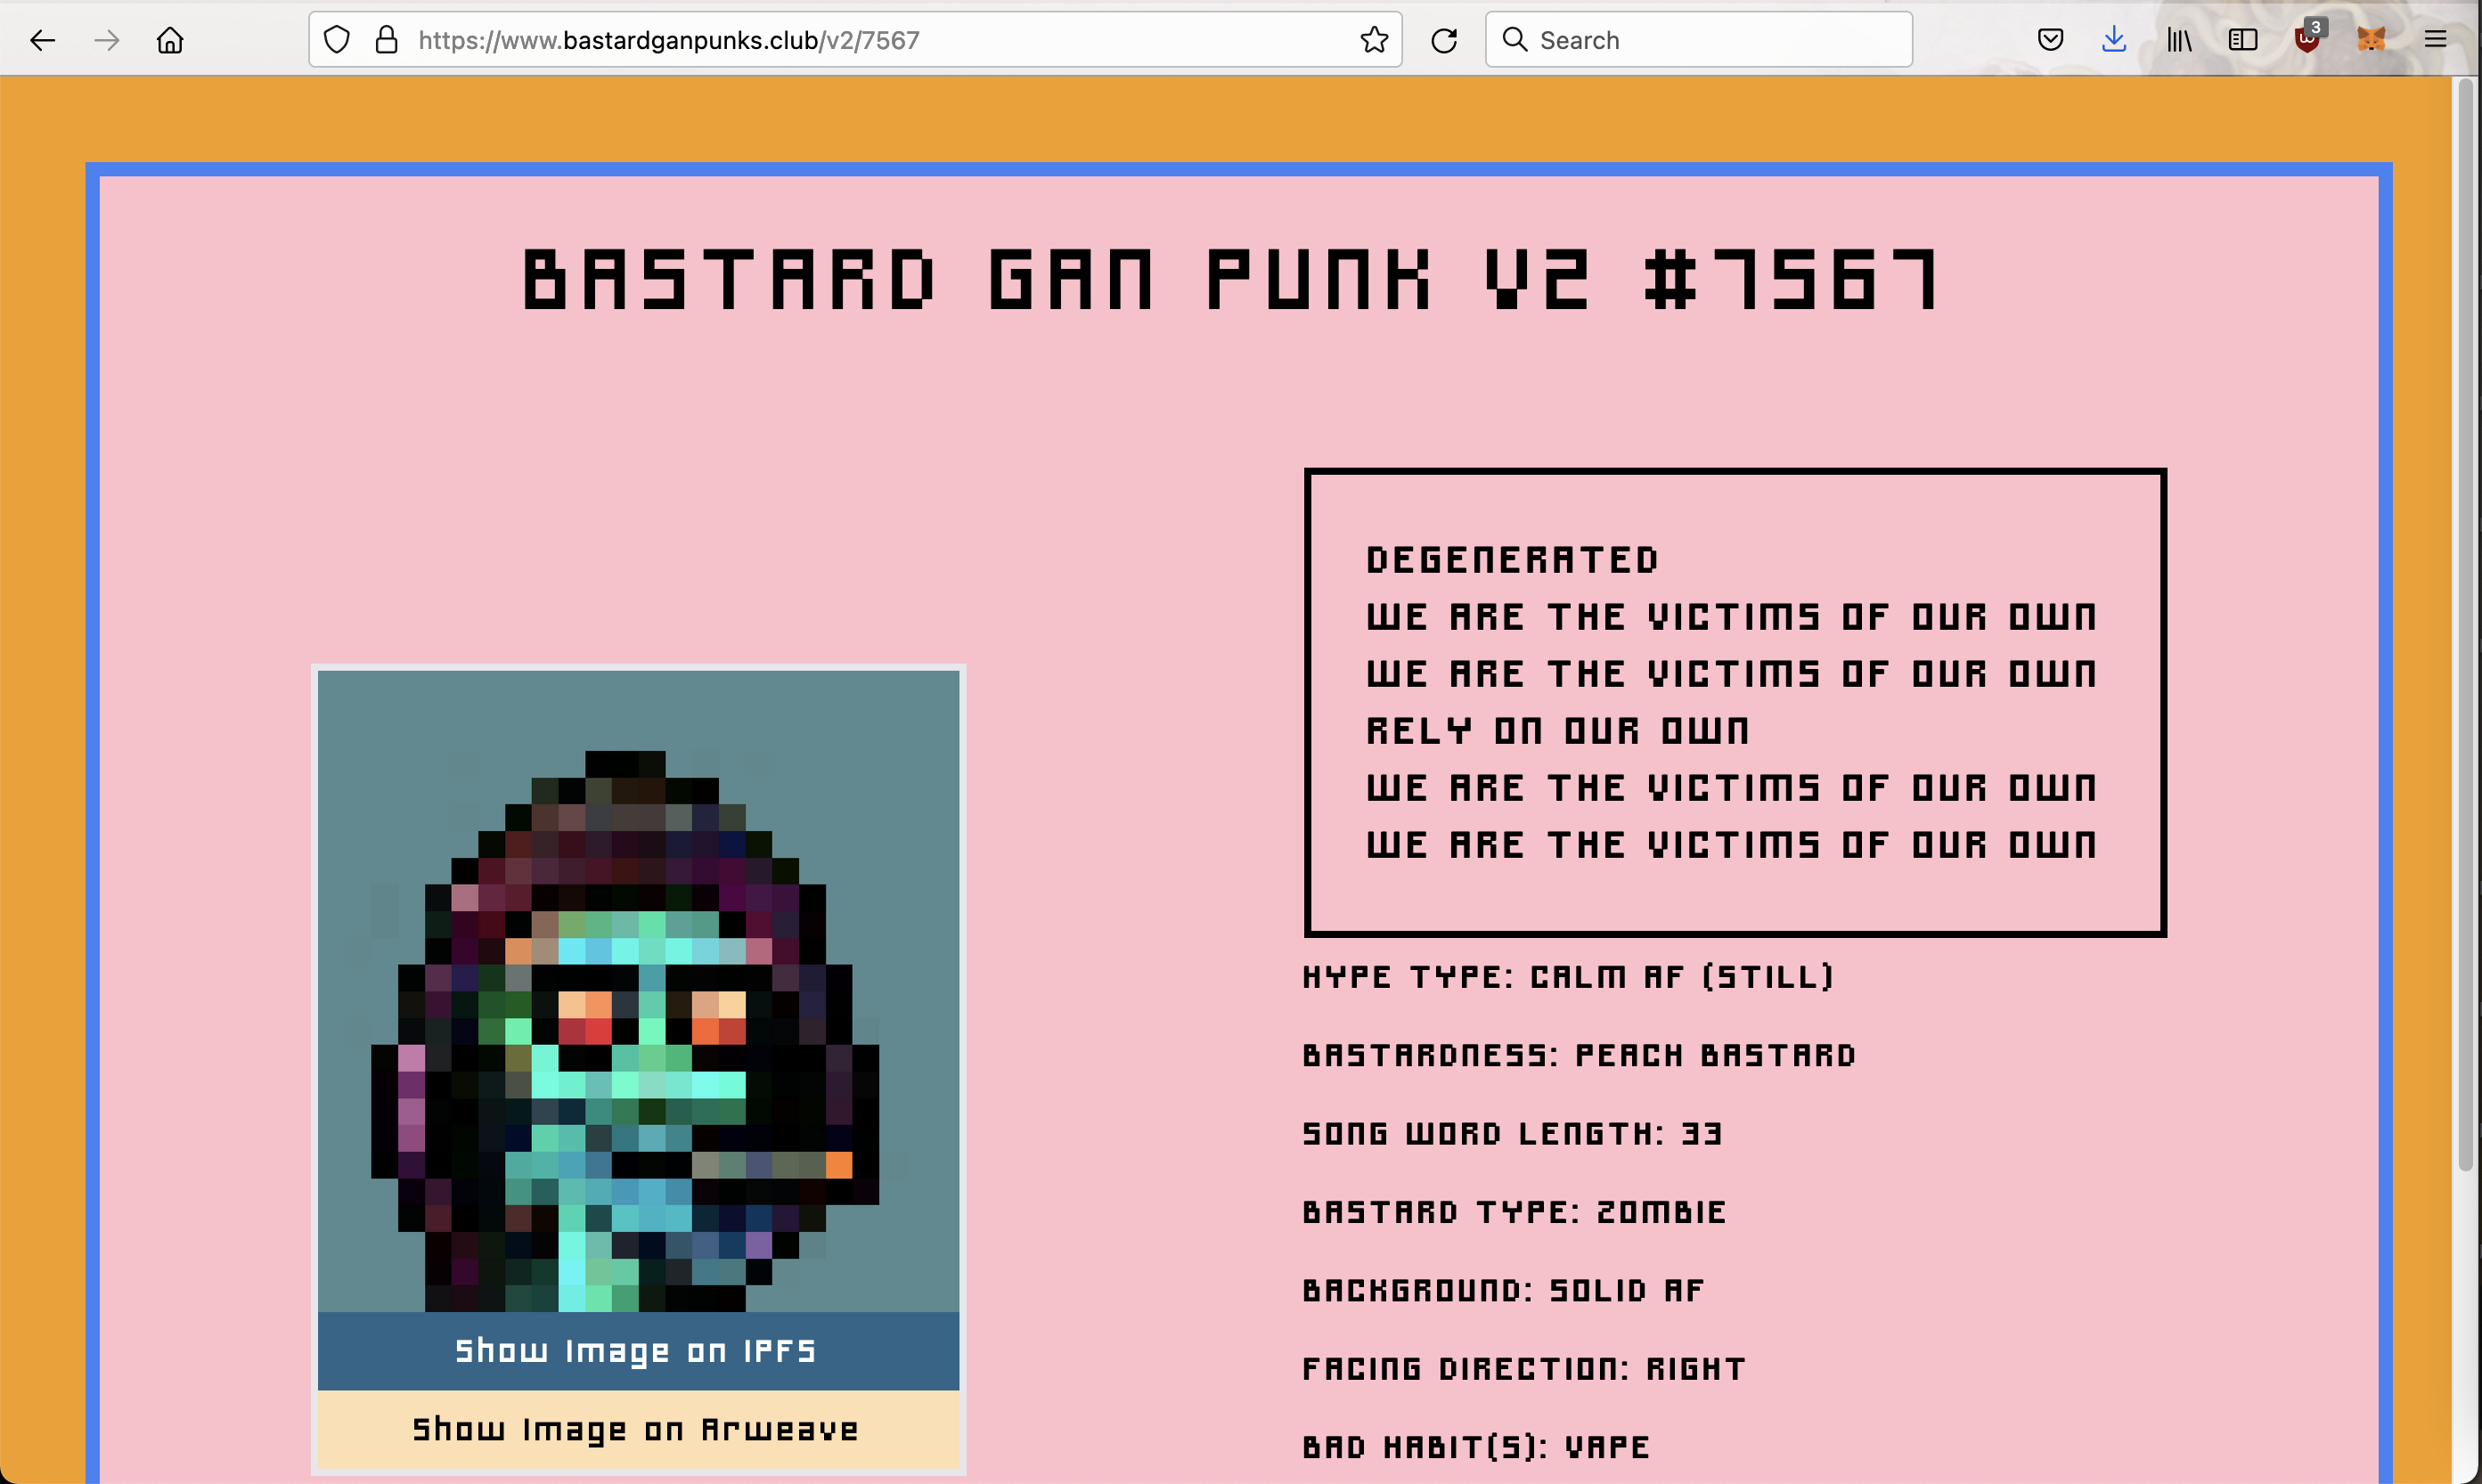 https://www.bastardganpunks.club/v2/7567
Search
3
BASTARD GAN PUNK V2 #7567
DEGENERATED
WE ARE THE VICTIMS OF OUR OWN
WE ARE THE VICTIMS OF OUR OWN
RELY ON OUR OWN
WE ARE THE VICTIMS OF OUR OWN
WE ARE THE VICTIMS OF OUR OWN
HYPE TYPE: CALM AF (STILL)
BASTARDNESS: PEACH BASTARD
SONG WORD LENGTH: 33
BASTARD TYPE: ZOMBIE
BACKGROUND: SOLID AF
FACING DIRECTION: RIGHT
BAD HABIT(S): VAPE
Show Image on IPFS
Show Image on Arweave